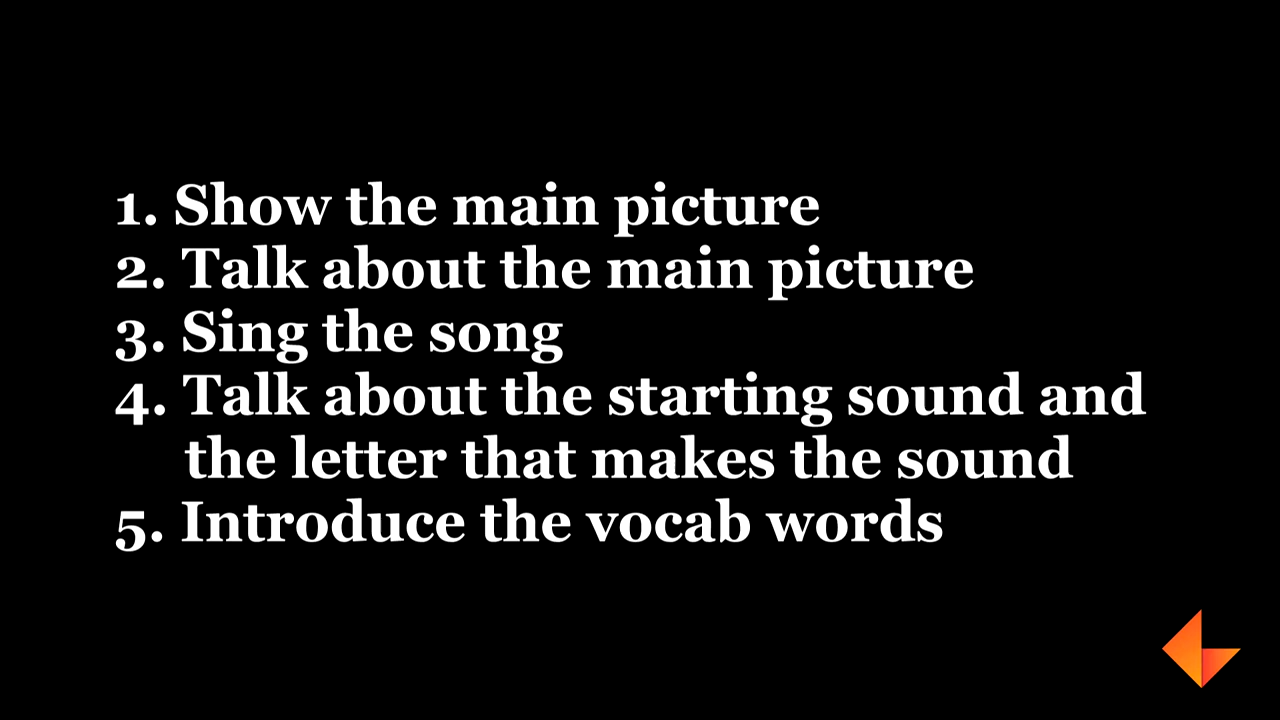 1. Show the main picture
2. Talk about the main picture
3. Sing the song
4. Talk about the starting sound and
the letter that makes the sound
5. Introduce the vocab words